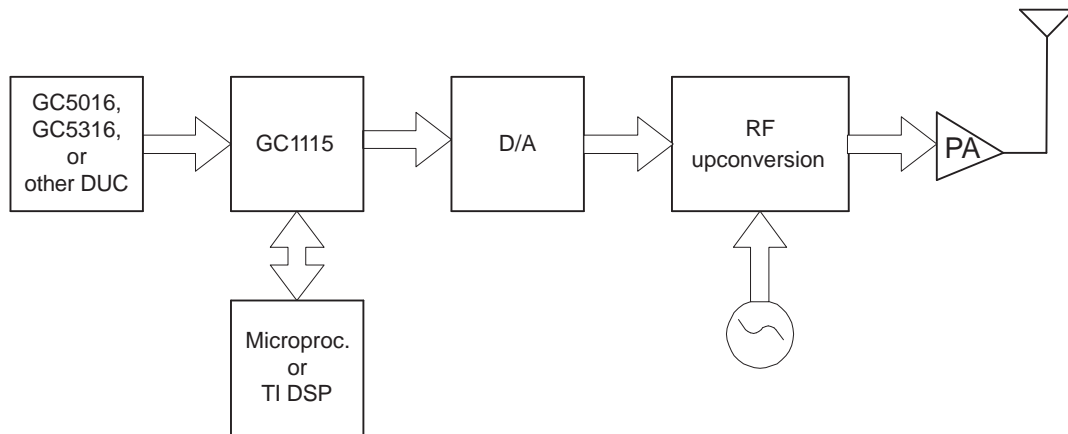 GC5016,
GC5316,
or
other DUC
GC1115
D/A
RF
upconversion
PA
Microproc.
or
TI DSP